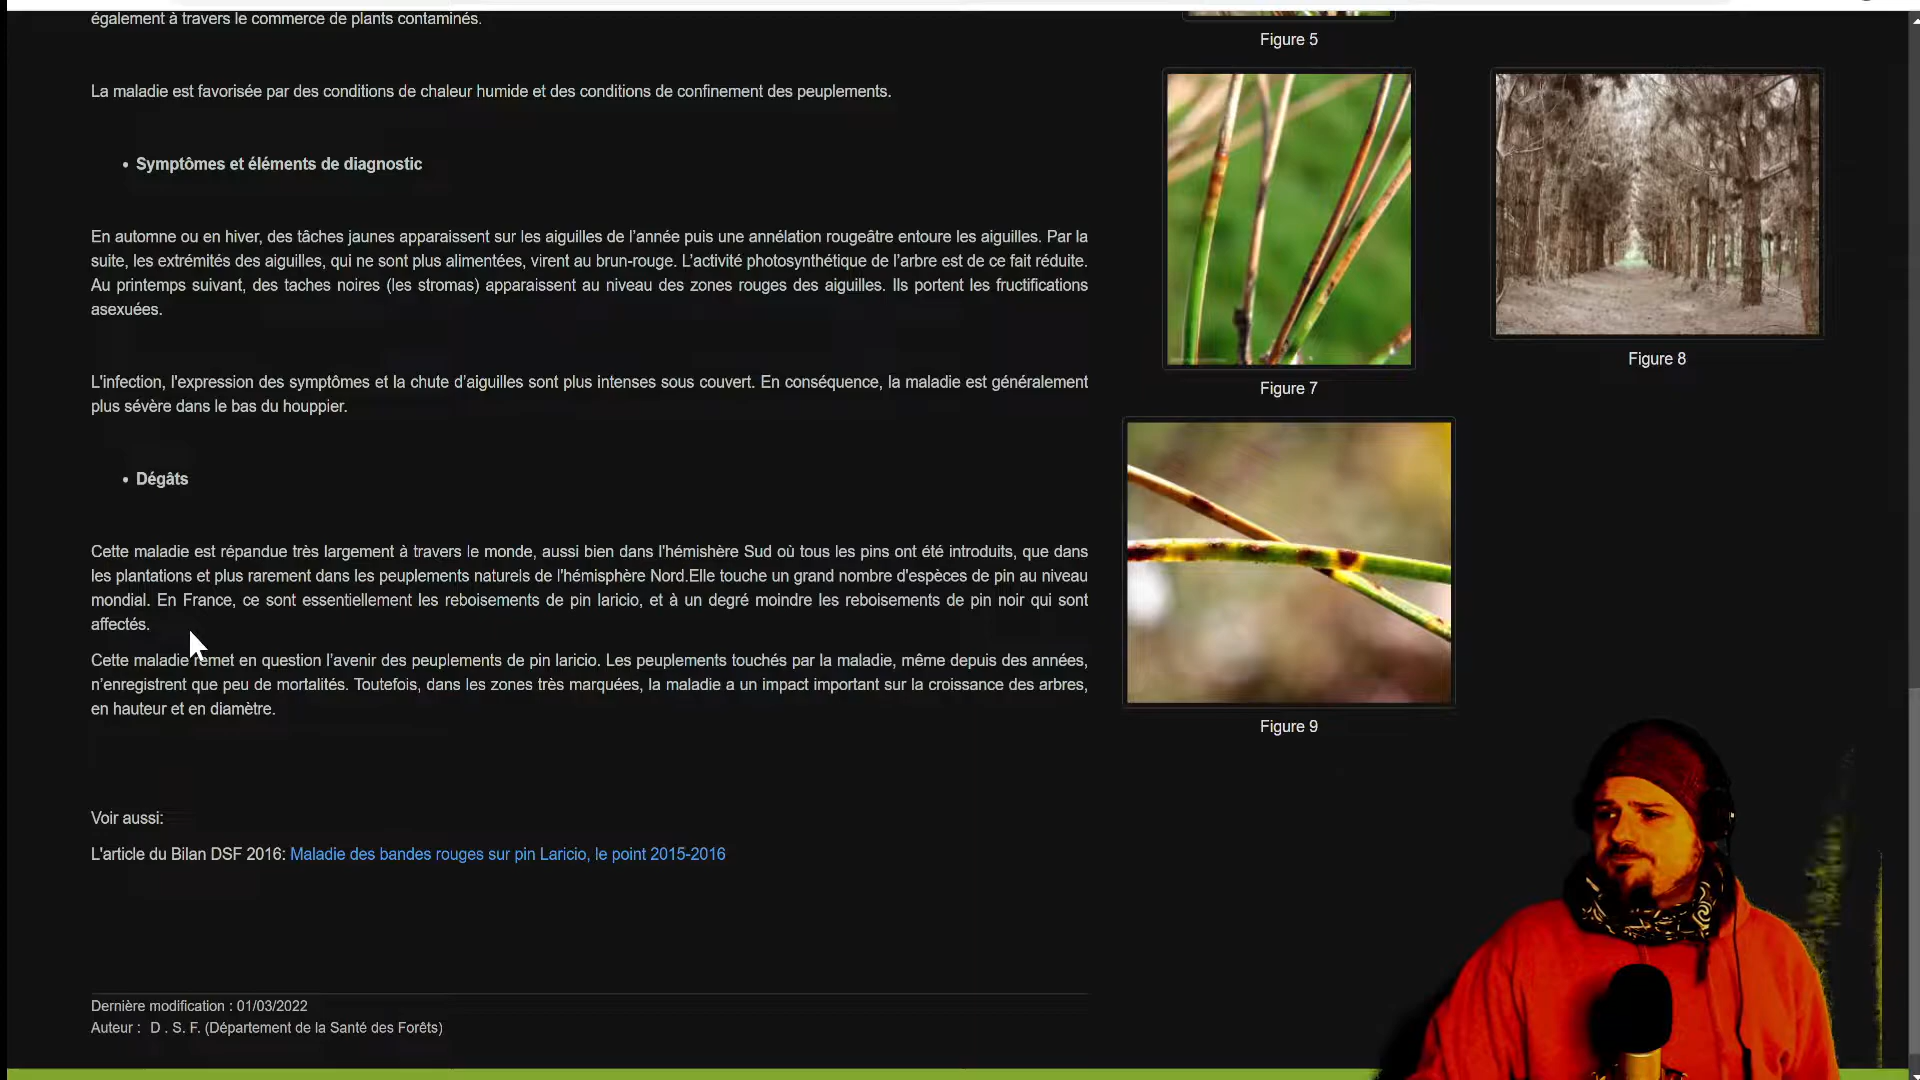 également à travers le commerce de plants contaminés.
La maladie est favorisée par des conditions de chaleur humide et des conditions de confinement des peuplements.
• Symptômes et éléments de diagnostic
En automne ou en hiver, des tâches jaunes apparaissent sur les aiguilles de l’année puis une annélation rougeâtre entoure les aiguilles. Par la
suite, les extrémités des aiguilles, qui ne sont plus alimentées, virent au brun-rouge. L’activité photosynthétique de l’arbre est de ce fait réduite.
Au printemps suivant, des taches noires (les stromas) apparaissent au niveau des zones rouges des aiguilles. Ils portent les fructifications
asexuées.
L'infection, l'expression des symptômes et la chute d’aiguilles sont plus intenses sous couvert. En conséquence, la maladie est généralement
plus sévère dans le bas du houppier.
• Dégâts
Cette maladie est répandue très largement à travers le monde, aussi bien dans l'hémishère Sud où tous les pins ont été introduits, que dans
les plantations et plus rarement dans les peuplements naturels de l'hémisphère Nord.Elle touche un grand nombre d'espèces de pin au niveau
mondial. En France, ce sont essentiellement les reboisements de pin laricio, et à un degré moindre les reboisements de pin noir qui sont
affectés.
Cette maladie remet en question l’avenir des peuplements de pin laricio. Les peuplements touchés par la maladie, même depuis des années,
n’enregistrent que peu de mortalités. Toutefois, dans les zones très marquées, la maladie a un impact important sur la croissance des arbres,
en hauteur et en diamètre.
Voir aussi:
L'article du Bilan DSF 2016: Maladie des bandes rouges sur pin Laricio, le point 2015-2016
Dernière modification : 01/03/2022
Auteur : D . S. F. (Département de la Santé des Forêts)
Figure 5
Figure 7
Figure 8
Figure 9